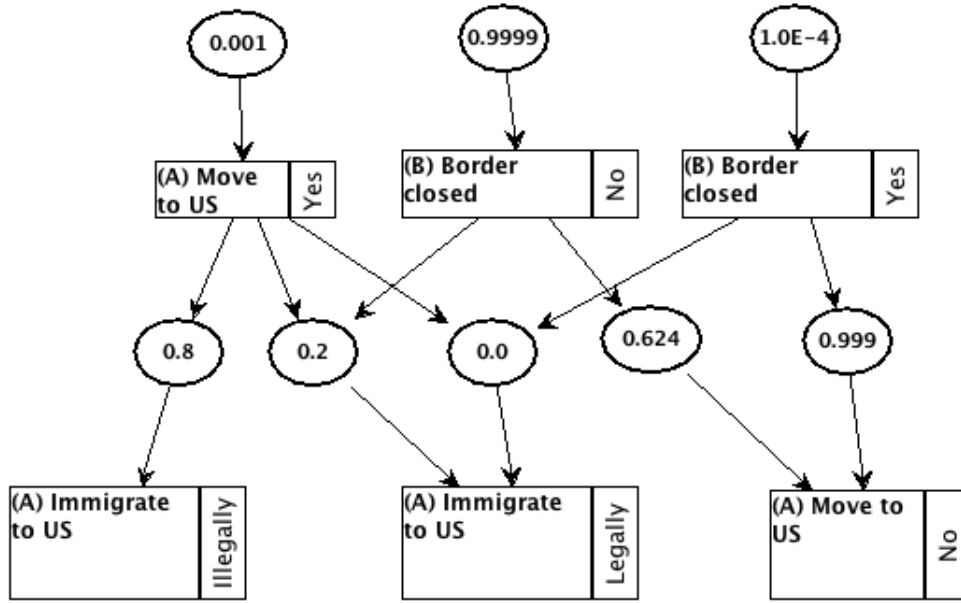 0.001
0.9999
1.0E-4
(A) Move
to US
Yes
(B) Border
closed
No
(B) Border
closed
Yes
0.8
0.2
0.0
0.624
0.999
(A) Immigrate
to US
Illegally
(A) Immigrate
to US
Legally
(A) Move to
US
No